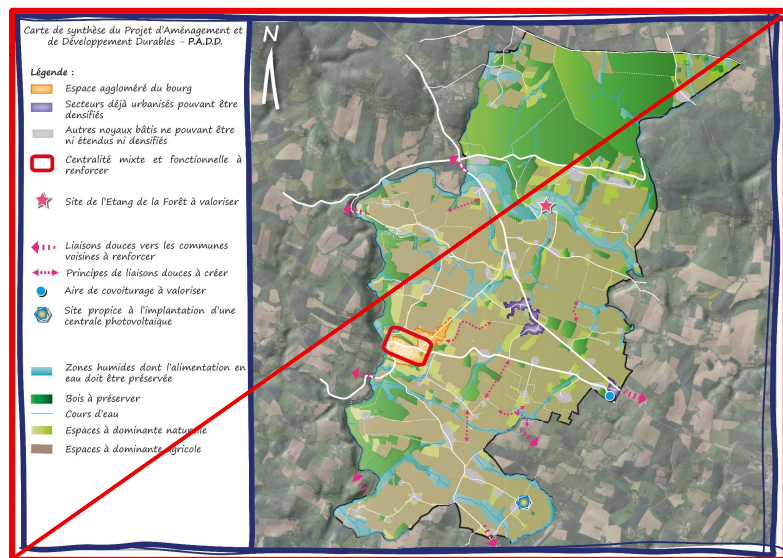 Carte de synthèse du Projet d'Aménagement et
de Développement Durables - P.A.D.D.
N
Légende :
Espace aggloméré du bourg
Secteurs déjà urbanisés pouvant être
densifiés
Autres noyaux bâtis ne pouvant être
ni étendus ni densifiés
Centralité mixte et fonctionnelle à
renforcer
Site de l'Etang de la Forêt à valoriser
Liaisons douces vers les communes
voisines à renforcer
Principes de liaisons douces à créer
Aire de covoiturage à valoriser
Site propice à l'implantation d'une
centrale photovoltaïque
Zones humides dont l'alimentation en
eau doit être préservée
Bois à préserver
Cours d'eau
Espaces à dominante naturelle
Espaces à dominante agricole